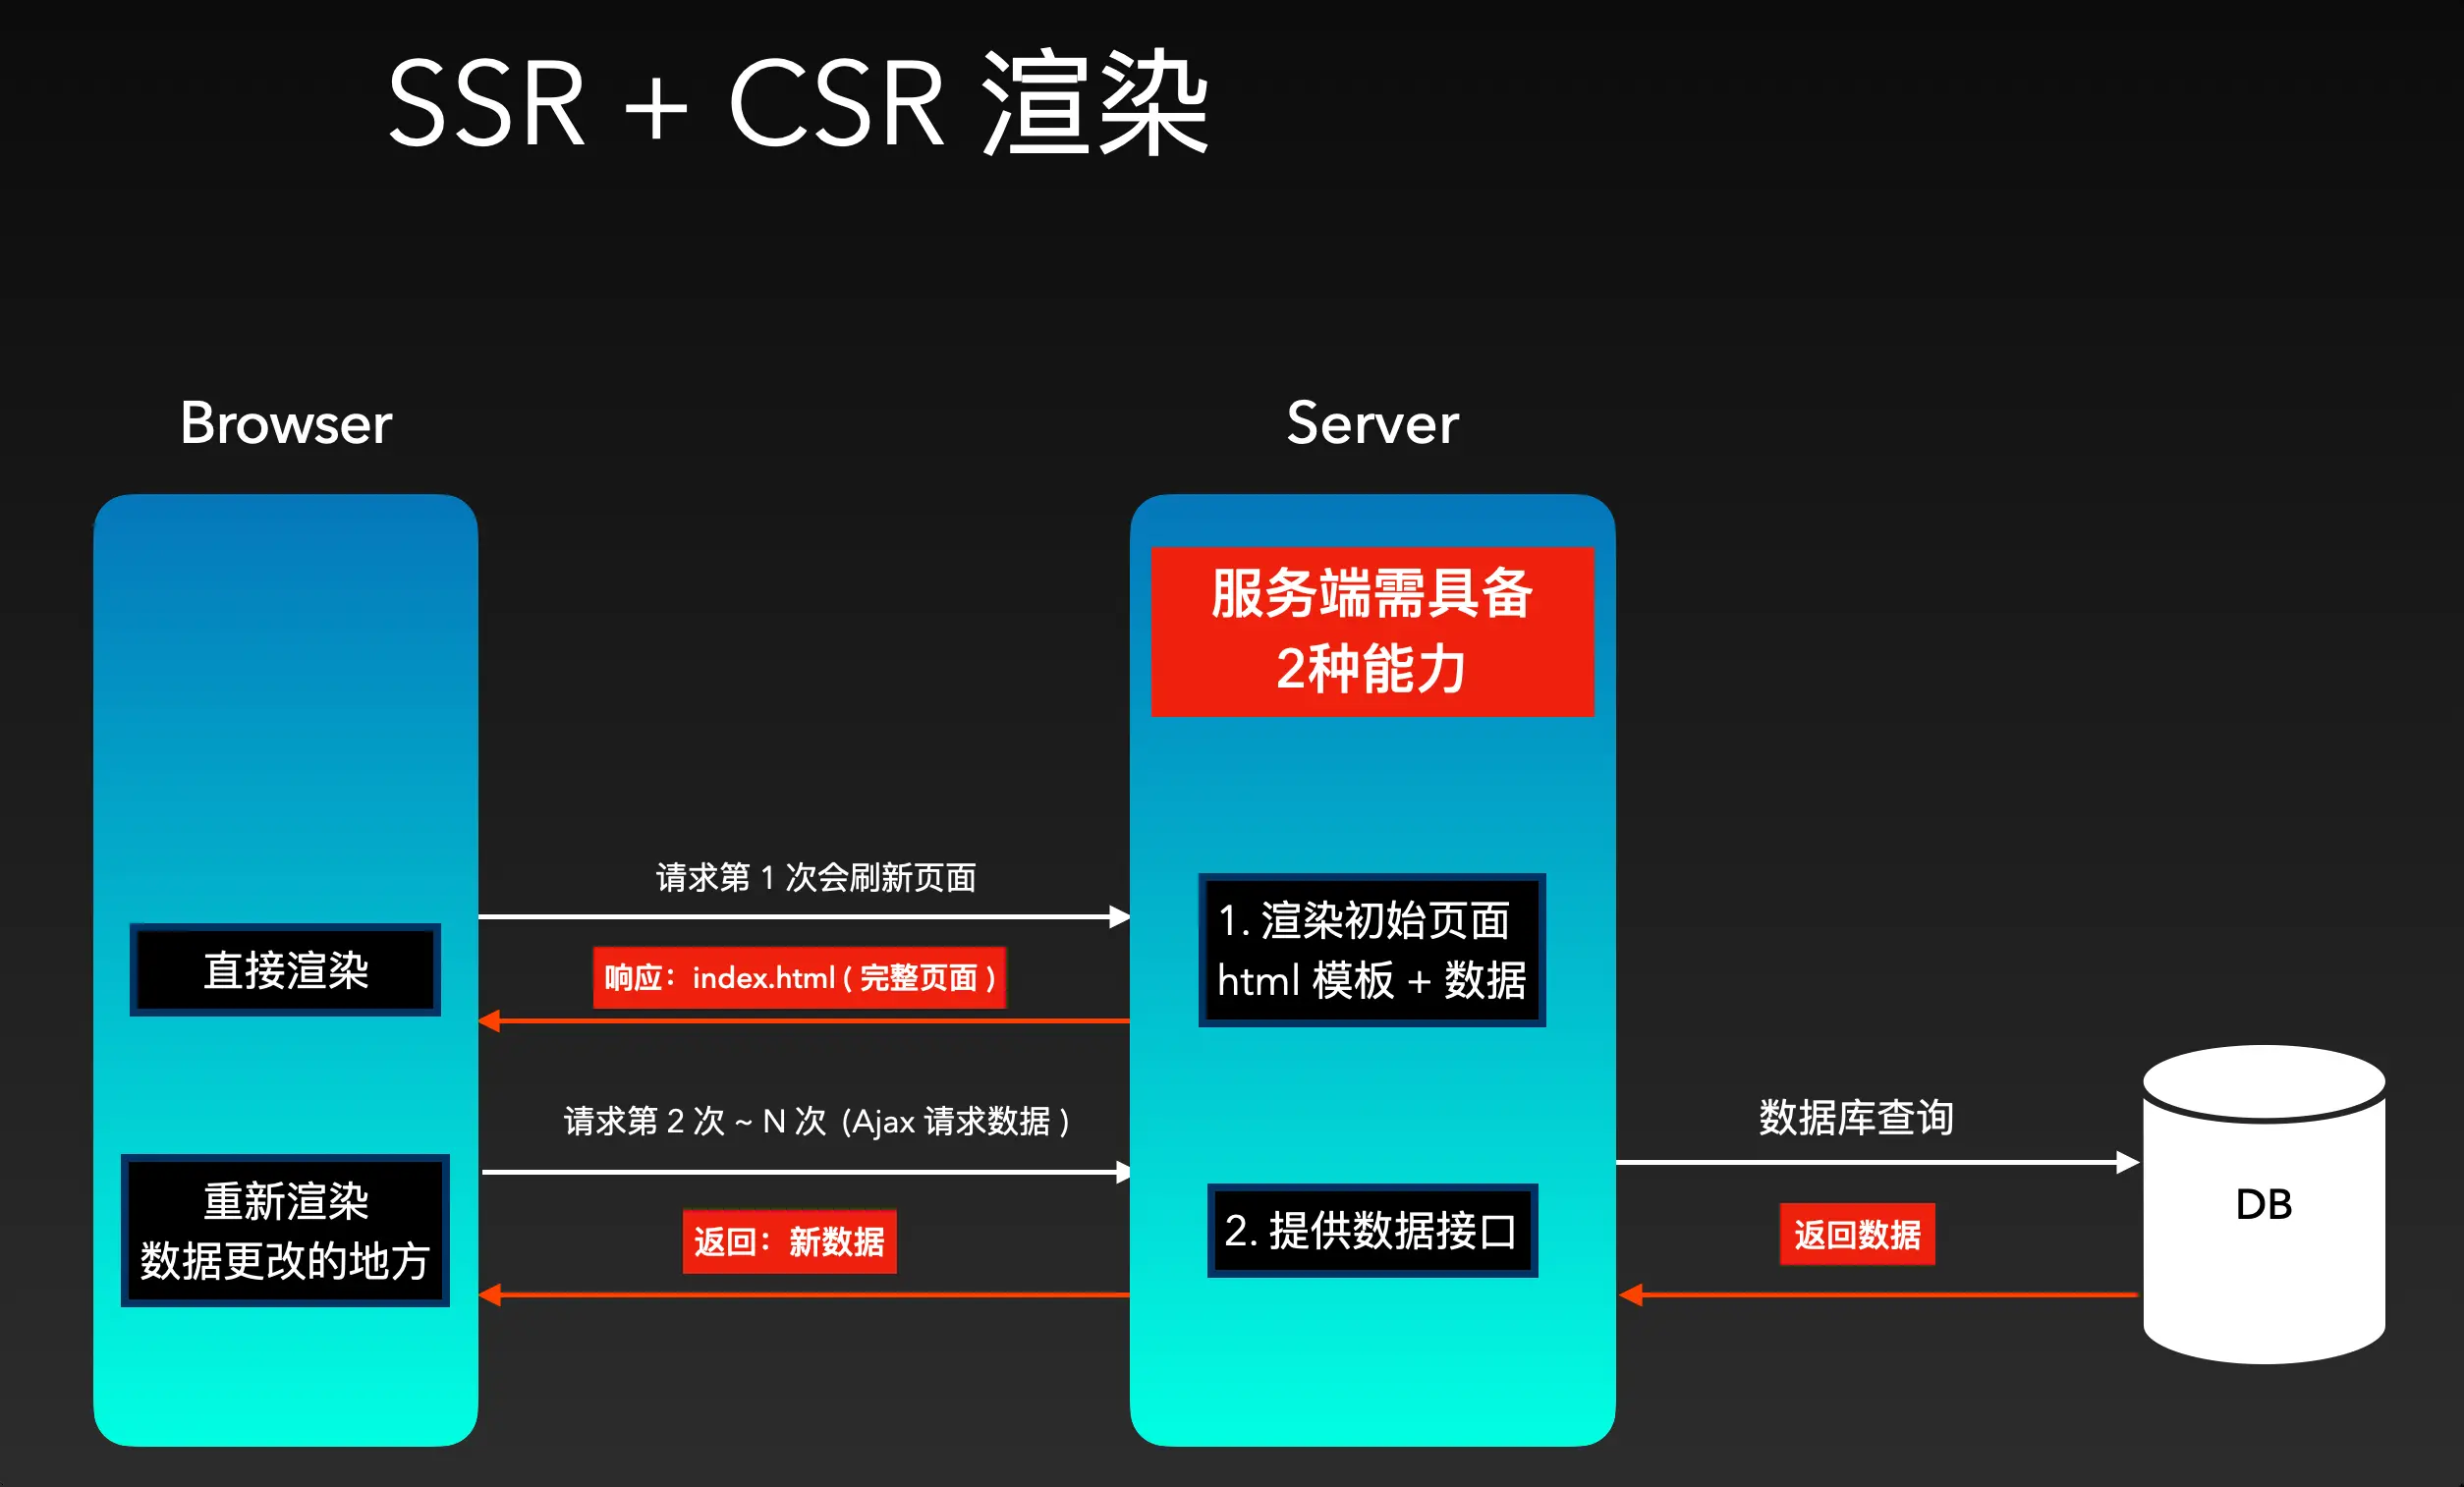 SSR + CSR 渲染
Browser
Server
服务端需具备
2种能力
请求第 1 次会刷新页面
直接渲染
响应：index.html ( 完整页面 )
1. 渲染初始页面
html 模板 + 数据
请求第 2 次 ~ N 次 (Ajax 请求数据 )
重新渲染
数据更改的地方
返回：新数据
2. 提供数据接口
数据库查询
返回数据
DB